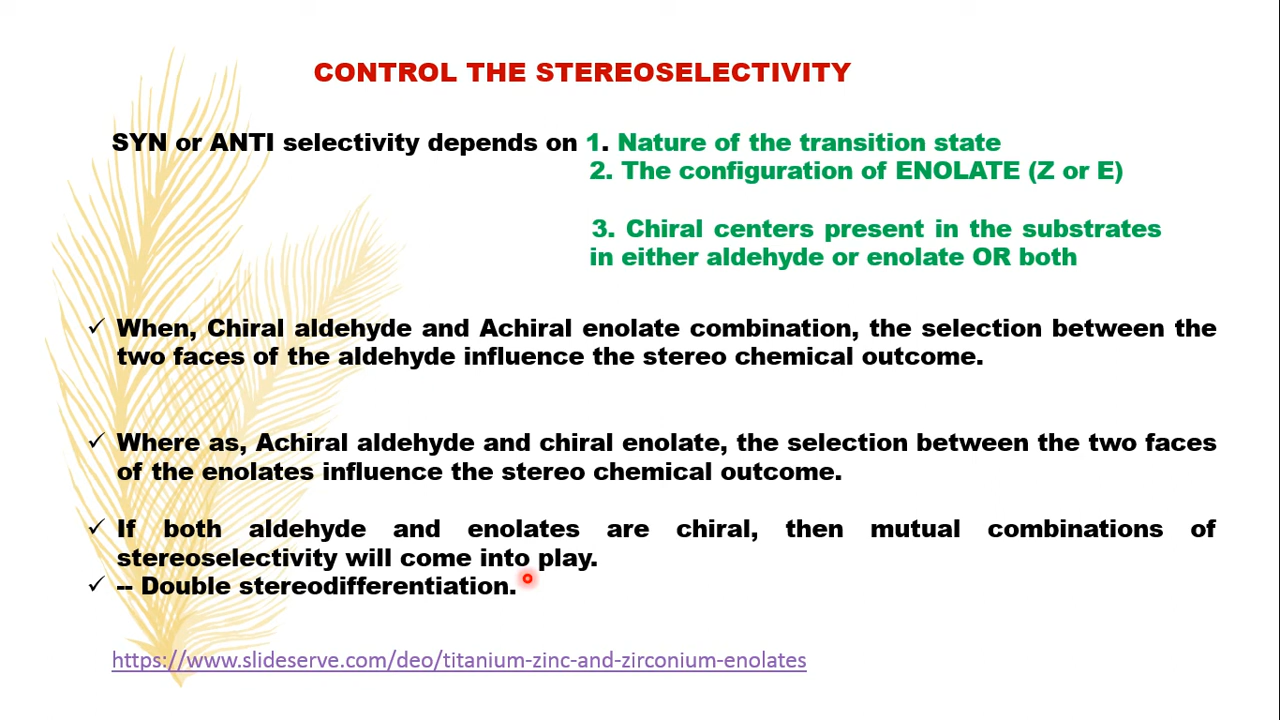 CONTROL THE STEREOSELECTIVITY
SYN or ANTI selectivity depends on 1. Nature of the transition state
2. The configuration of ENOLATE (Z or E)
3. Chiral centers present in the substrates
in either aldehyde or enolate OR both
✓ When, Chiral aldehyde and Achiral enolate combination, the selection between the
two faces of the aldehyde influence the stereo chemical outcome.
✓ Where as, Achiral aldehyde and chiral enolate, the selection between the two faces
of the enolates influence the stereo chemical outcome.
✓ If both aldehyde and enolates are chiral, then mutual combinations of
stereoselectivity will come into play.
✓ -- Double stereodifferentiation.
https://www.slideserve.com/deo/titanium-zinc-and-zirconium-enolates